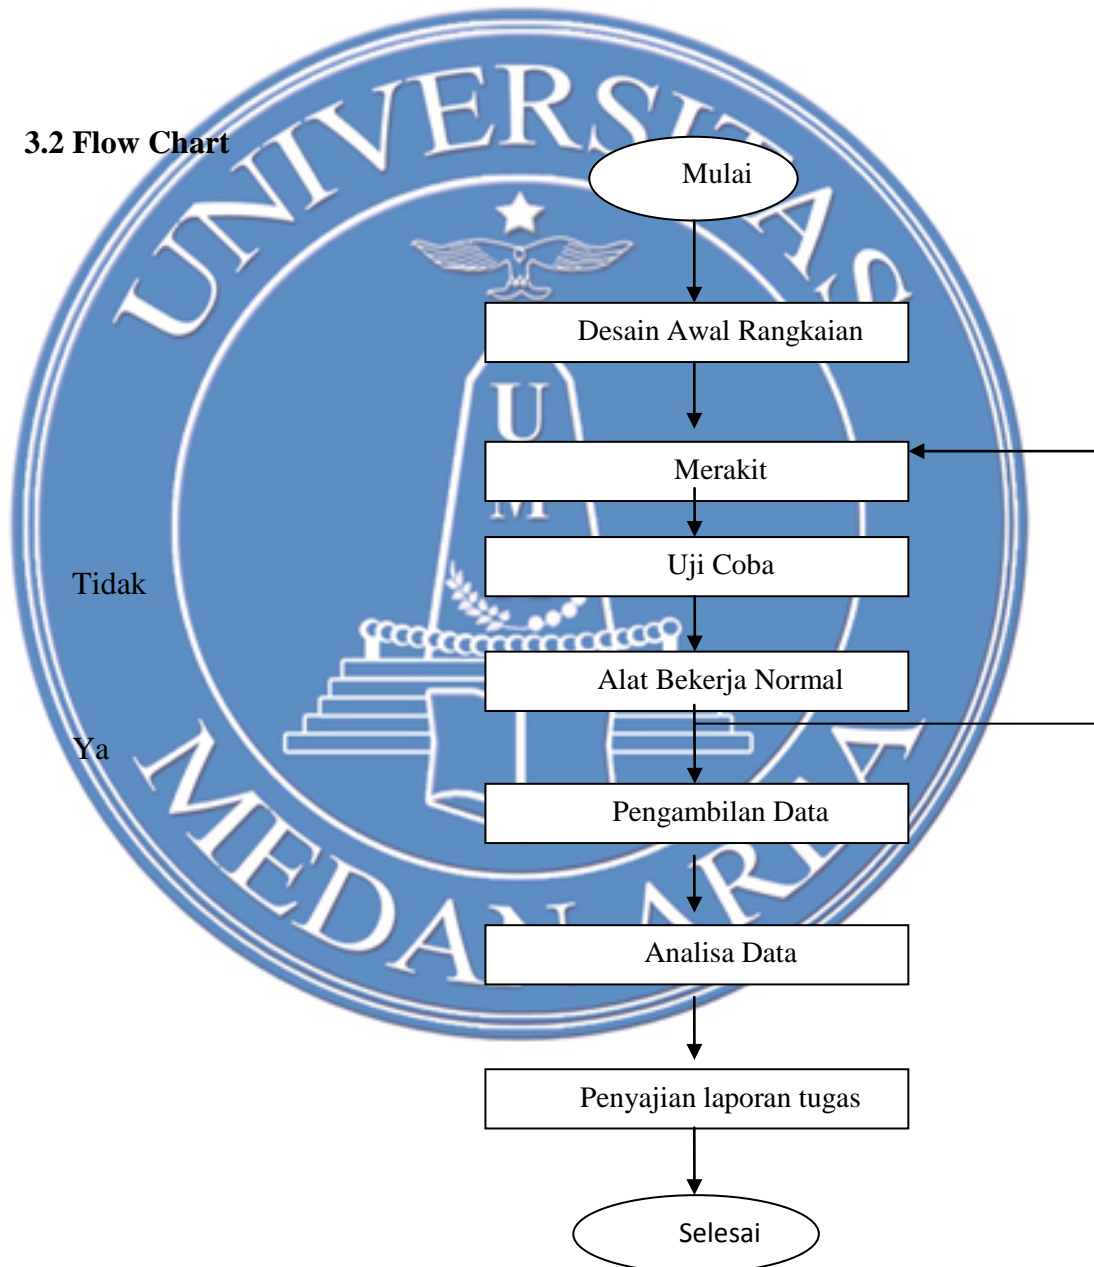 3.2 Flow Chart
Mulai
Desain Awal Rangkaian
Merakit
Uji Coba
Tidak
Alat Bekerja Normal
Ya
Pengambilan Data
Analisa Data
Penyajian laporan tugas
Selesai
UNIVERSITAS
MEDAN AREA
U
M